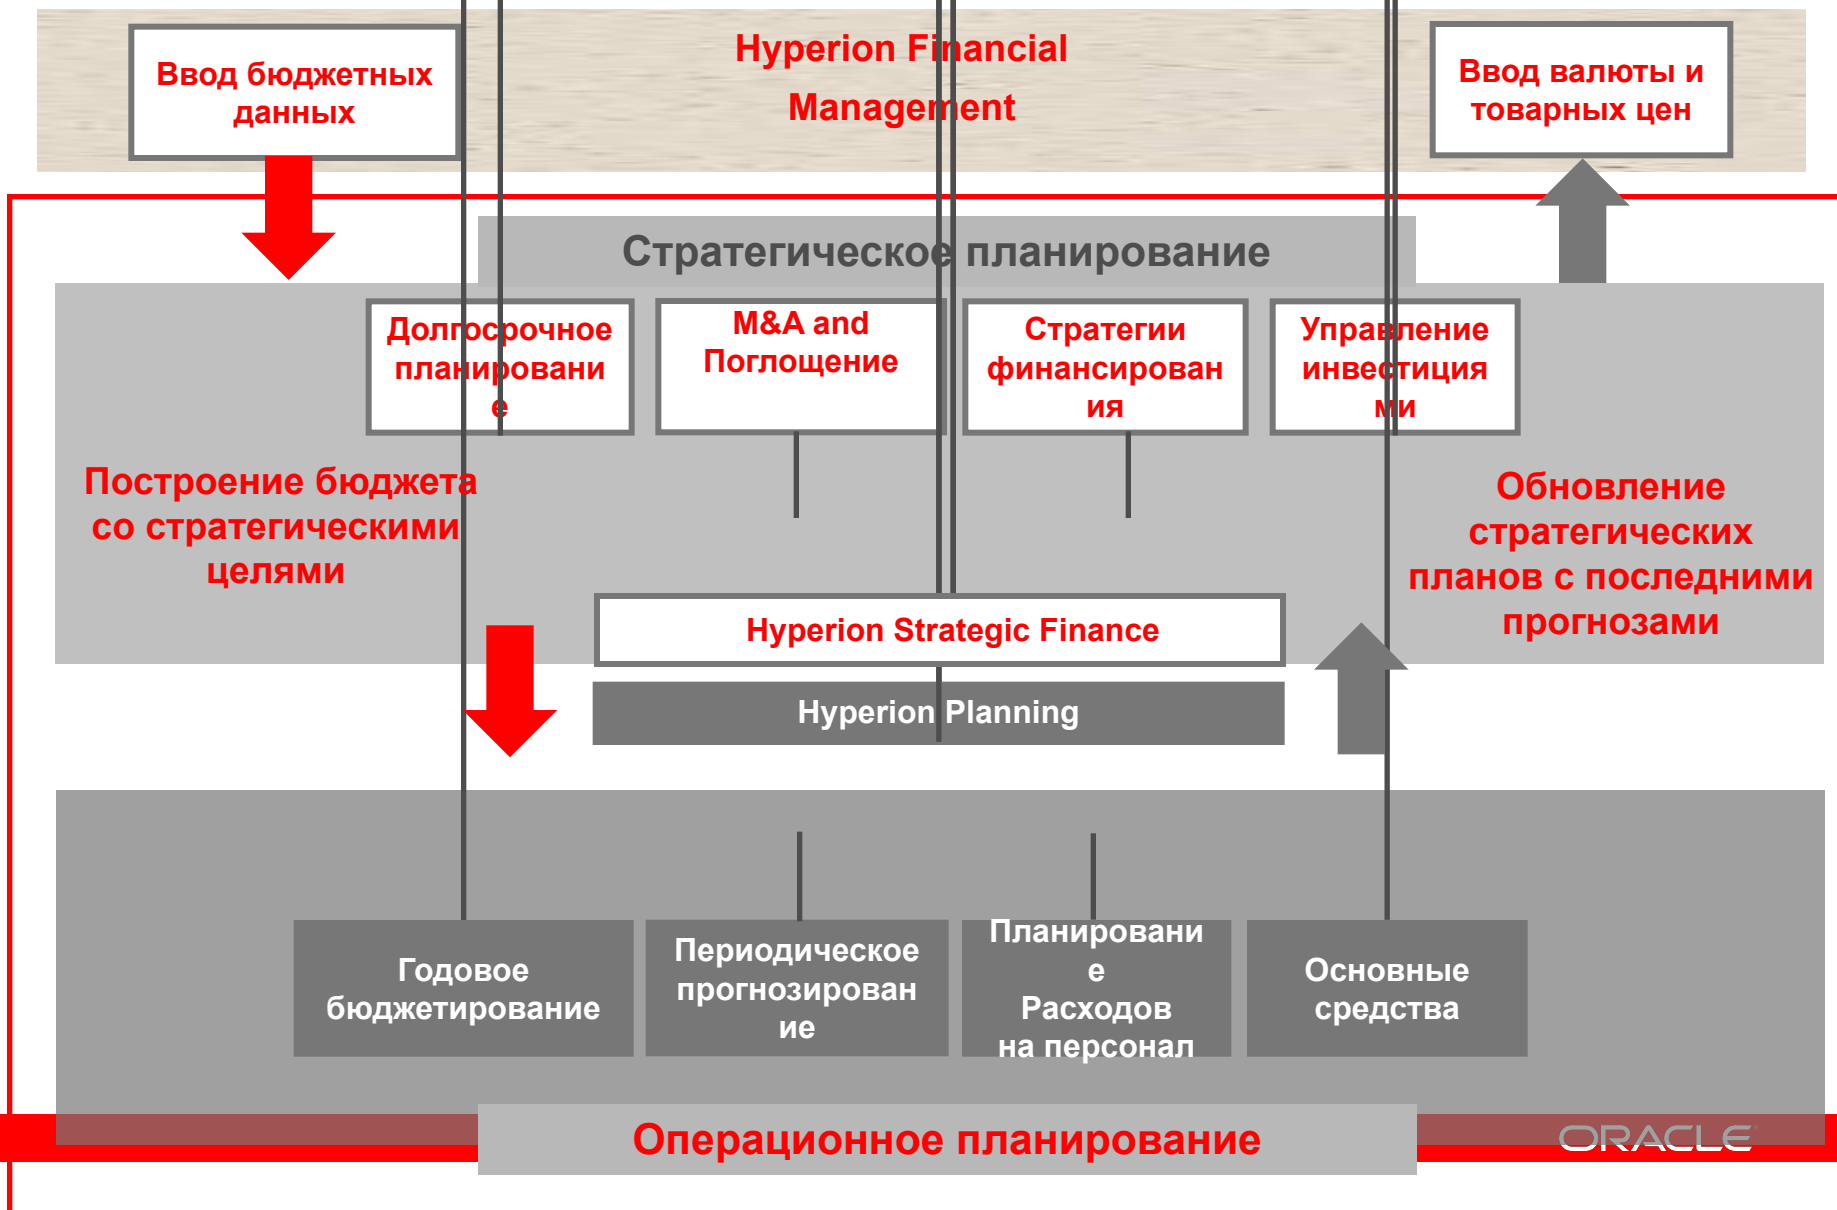 Ввод бюджетных
данных
Hyperion Financial
Management
Ввод валюты и
товарных цен
Стратегическое планирование
Долгосрочное
планировани
е
M&A and
Поглощение
Стратегии
финансирован
ия
Управление
инвестиция
ми
Построение бюджета
со стратегическими
целями
Обновление
стратегических
планов с последними
прогнозами
Hyperion Strategic Finance
Hyperion Planning
Годовое
бюджетирование
Периодическое
прогнозирован
ие
Планировани
е
Расходов
на персонал
Основные
средства
Операционное планирование
ORACLE